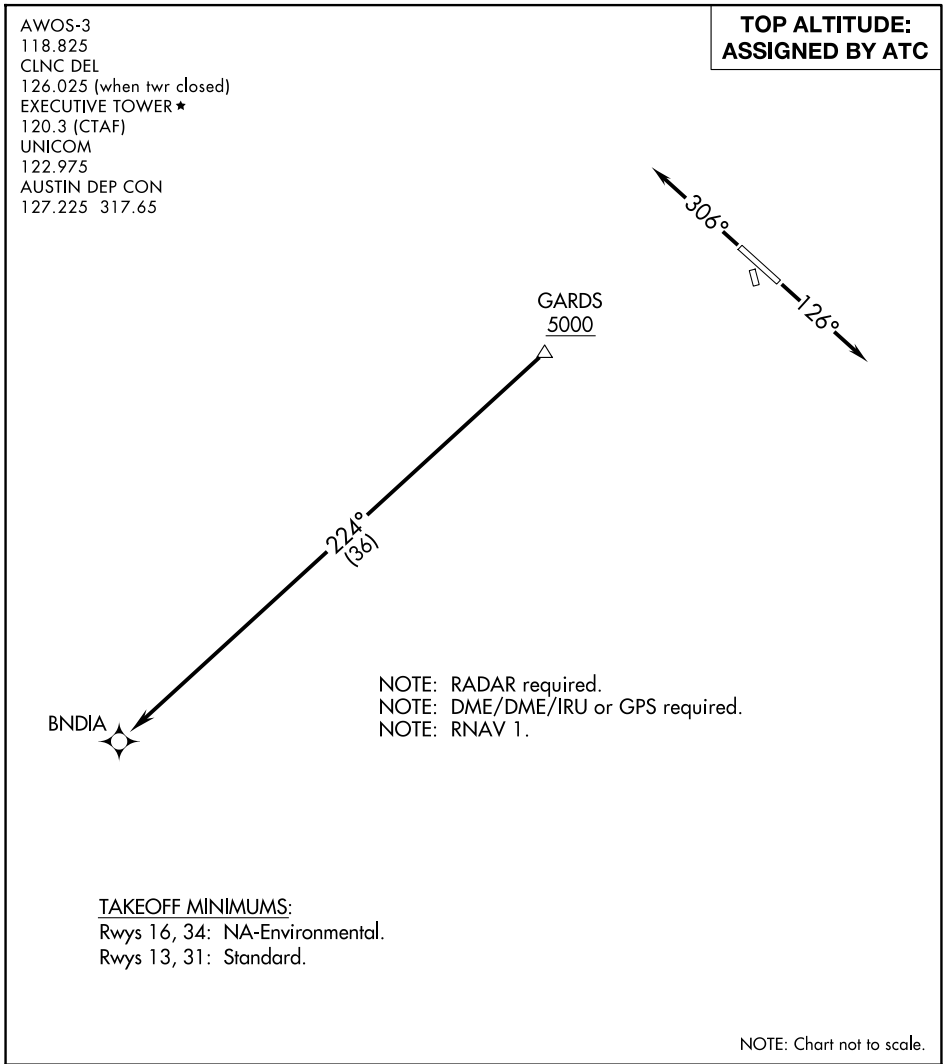 AWOS-3
118.825
CLNC DEL
126.025 (when twr closed)
EXECUTIVE TOWER★
120.3 (CTAF)
UNICOM
122.975
AUSTIN DEP CON
127.225 317.65
TOP ALTITUDE:
ASSIGNED BY ATC
306°
126°
GARDS
5000
224°
(36)
BNDIA
NOTE: RADAR required.
NOTE: DME/DME/IRU or GPS required.
NOTE: RNAV 1.
TAKEOFF MINIMUMS:
Rwys 16, 34: NA-Environmental.
Rwys 13, 31: Standard.
NOTE: Chart not to scale.